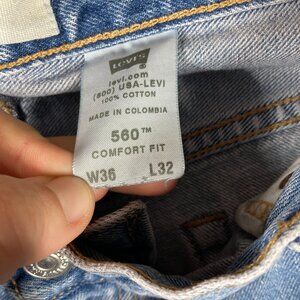 Levi's
levi.com
(800) USA-LEVI
100% COTTON
MADE IN COLOMBIA
560™
COMFORT FIT
W36 L32